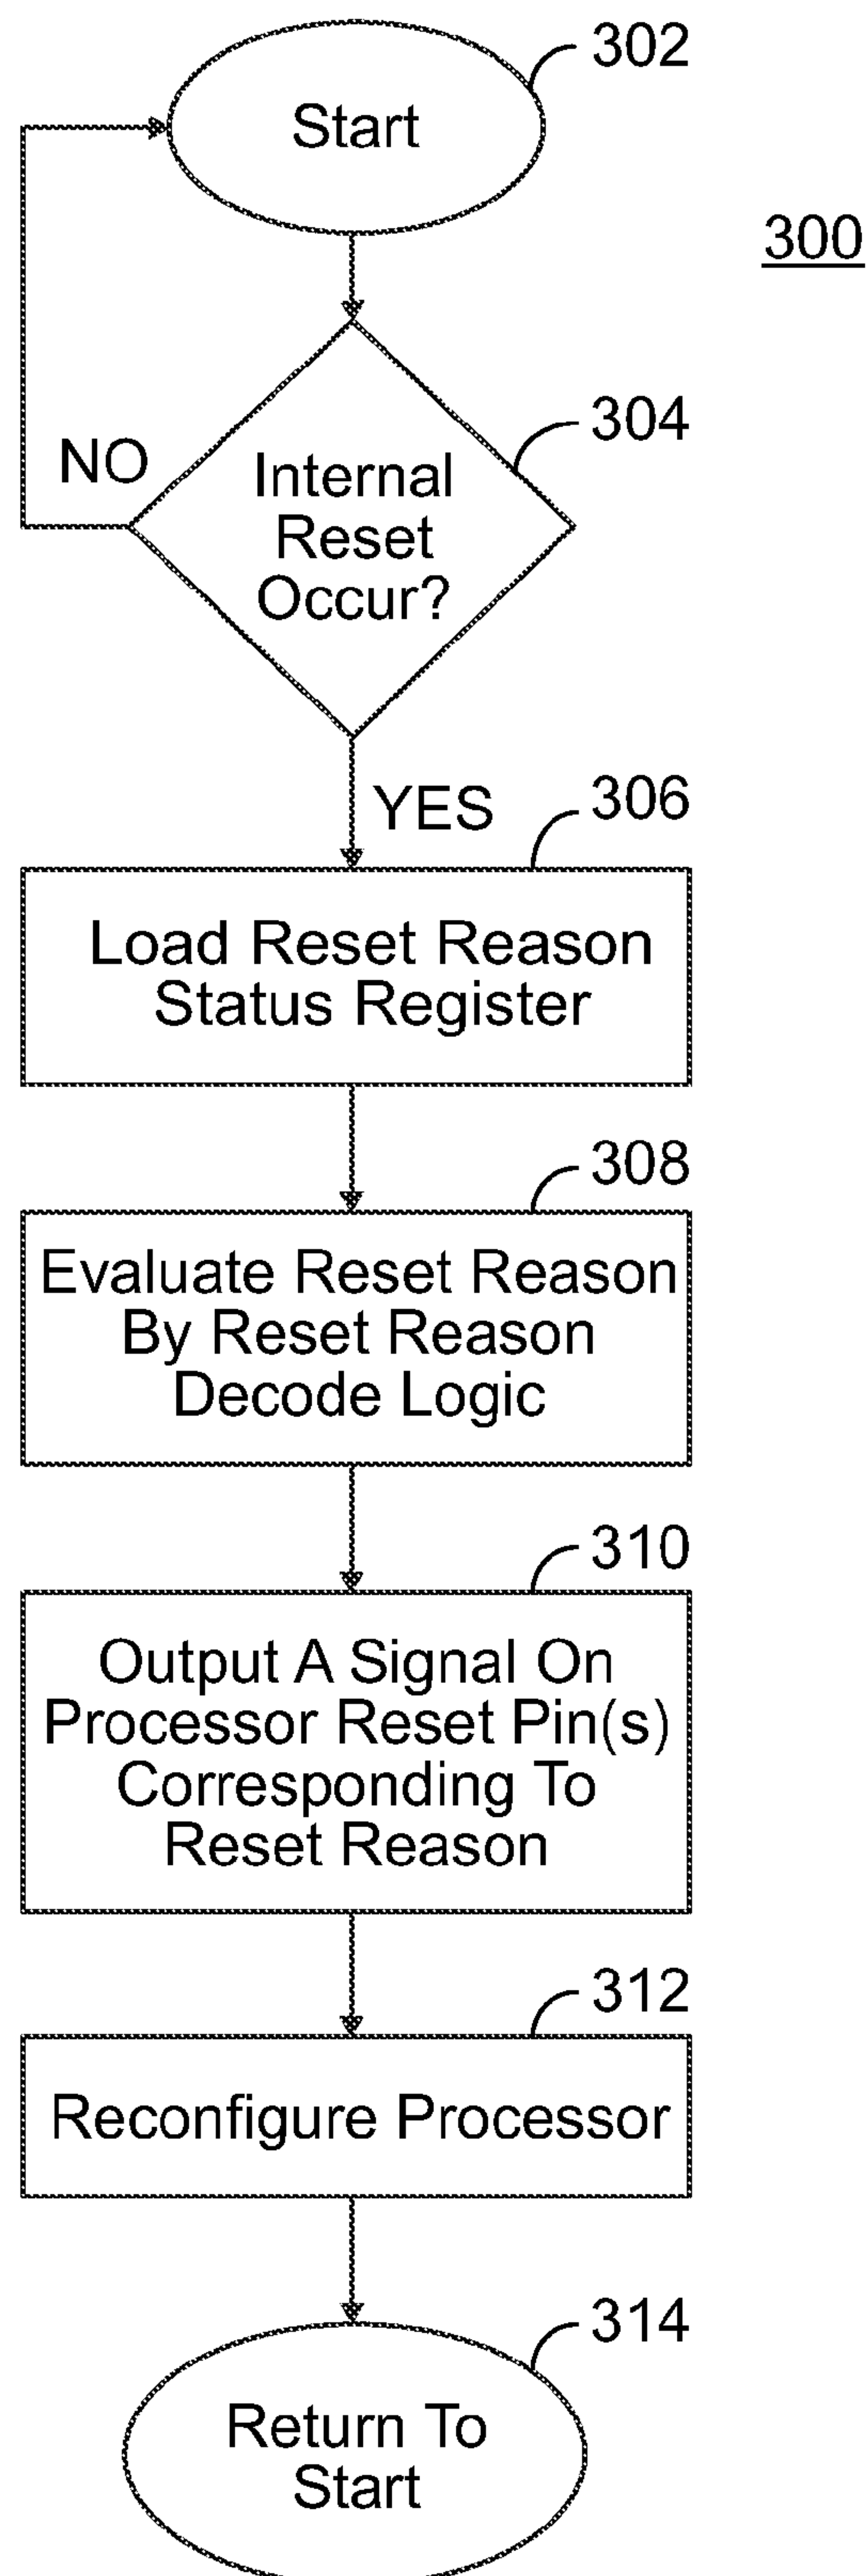 302
Start
300
304
NO
Internal
Reset
Occur?
YES
306
Load Reset Reason
Status Register
308
Evaluate Reset Reason
By Reset Reason
Decode Logic
310
Output A Signal On
Processor Reset Pin(s)
Corresponding To
Reset Reason
312
Reconfigure Processor
314
Return To
Start